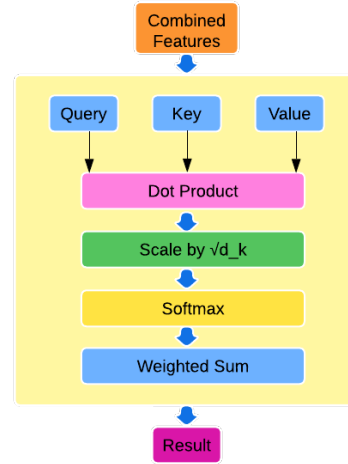 Combined
Features
Query Key Value
Dot Product
Scale by √d_k
Softmax
Weighted Sum
Result